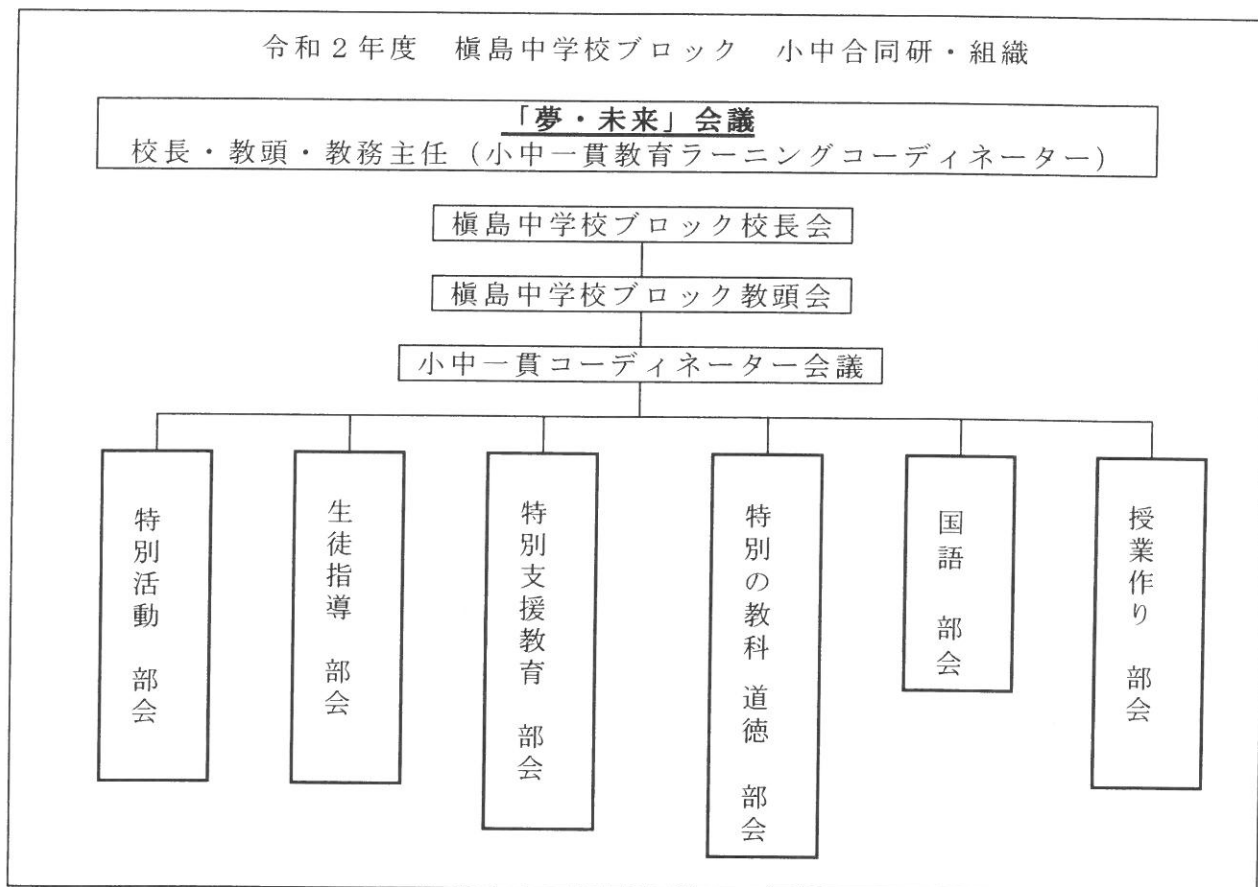 令和２年度　槇島中学校ブロック　小中合同研・組織
「夢・未来」会議
校長・教頭・教務主任（小中一貫教育ラーニングコーディネーター）
槇島中学校ブロック校長会
槇島中学校ブロック教頭会
小中一貫コーディネーター会議
特別活動　部会
生徒指導　部会
特別支援教育　部会
特別の教科 道徳　部会
国語　部会
授業作り　部会